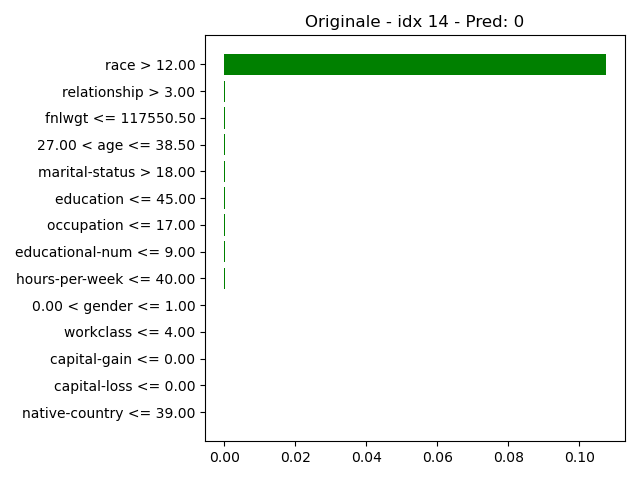 Originale - idx 14 - Pred: 0
race > 12.00
relationship > 3.00
fnlwgt <= 117550.50
27.00 < age <= 38.50
marital-status > 18.00
education <= 45.00
occupation <= 17.00
educational-num <= 9.00
hours-per-week <= 40.00
0.00 < gender <= 1.00
workclass <= 4.00
capital-gain <= 0.00
capital-loss <= 0.00
native-country <= 39.00
0.00 0.02 0.04 0.06 0.08 0.10